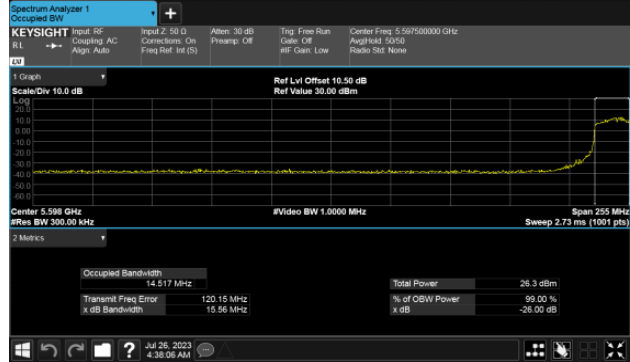 Spectrum Analyzer 1
Occupied BW
+
KEYSIGHT
RL
LXI
Input: RF
Coupling: AC
Align: Auto
Input Z: 50 Ω
Corrections: On
Freq Ref: Int (S)
Atten: 30 dB
Preamp: Off
Trig: Free Run
Gate: Off
#IF Gain: Low
Center Freq: 5.597500000 GHz
Avg|Hold: 50/50
Radio Std: None
1 Graph
Scale/Div 10.0 dB
Ref Lvl Offset 10.50 dB
Ref Value 30.00 dBm
Log
20.0
10.0
0.00
-10.0
-20.0
-30.0
-40.0
-50.0
-60.0
Center 5.598 GHz
#Res BW 300.00 kHz
#Video BW 1.0000 MHz
Span 255 MHz
Sweep 2.73 ms (1001 pts)
2 Metrics
Occupied Bandwidth
14.517 MHz
Transmit Freq Error 120.15 MHz
x dB Bandwidth 15.56 MHz
Total Power 26.3 dBm
% of OBW Power 99.00 %
x dB -26.00 dB
?
Jul 26, 2023
4:38:06 AM